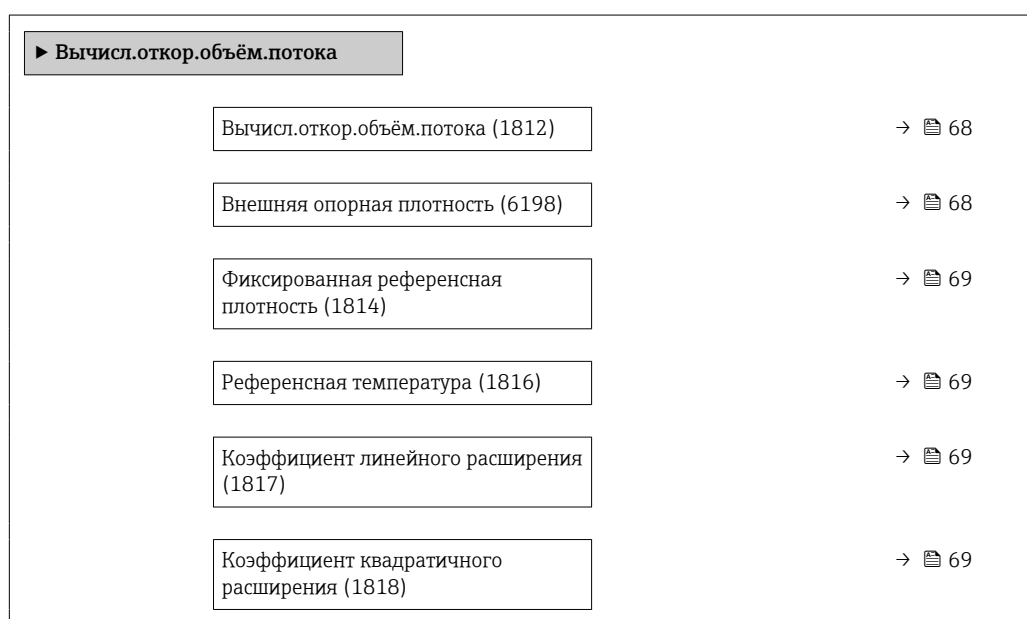 ▶ Вычисл.откор.объём.потока
Вычисл.откор.объём.потока (1812) → 68
Внешняя опорная плотность (6198) → 68
Фиксированная референсная → 69
плотность (1814)
Референсная температура (1816) → 69
Коэффициент линейного расширения → 69
(1817)
Коэффициент квадратичного → 69
расширения (1818)